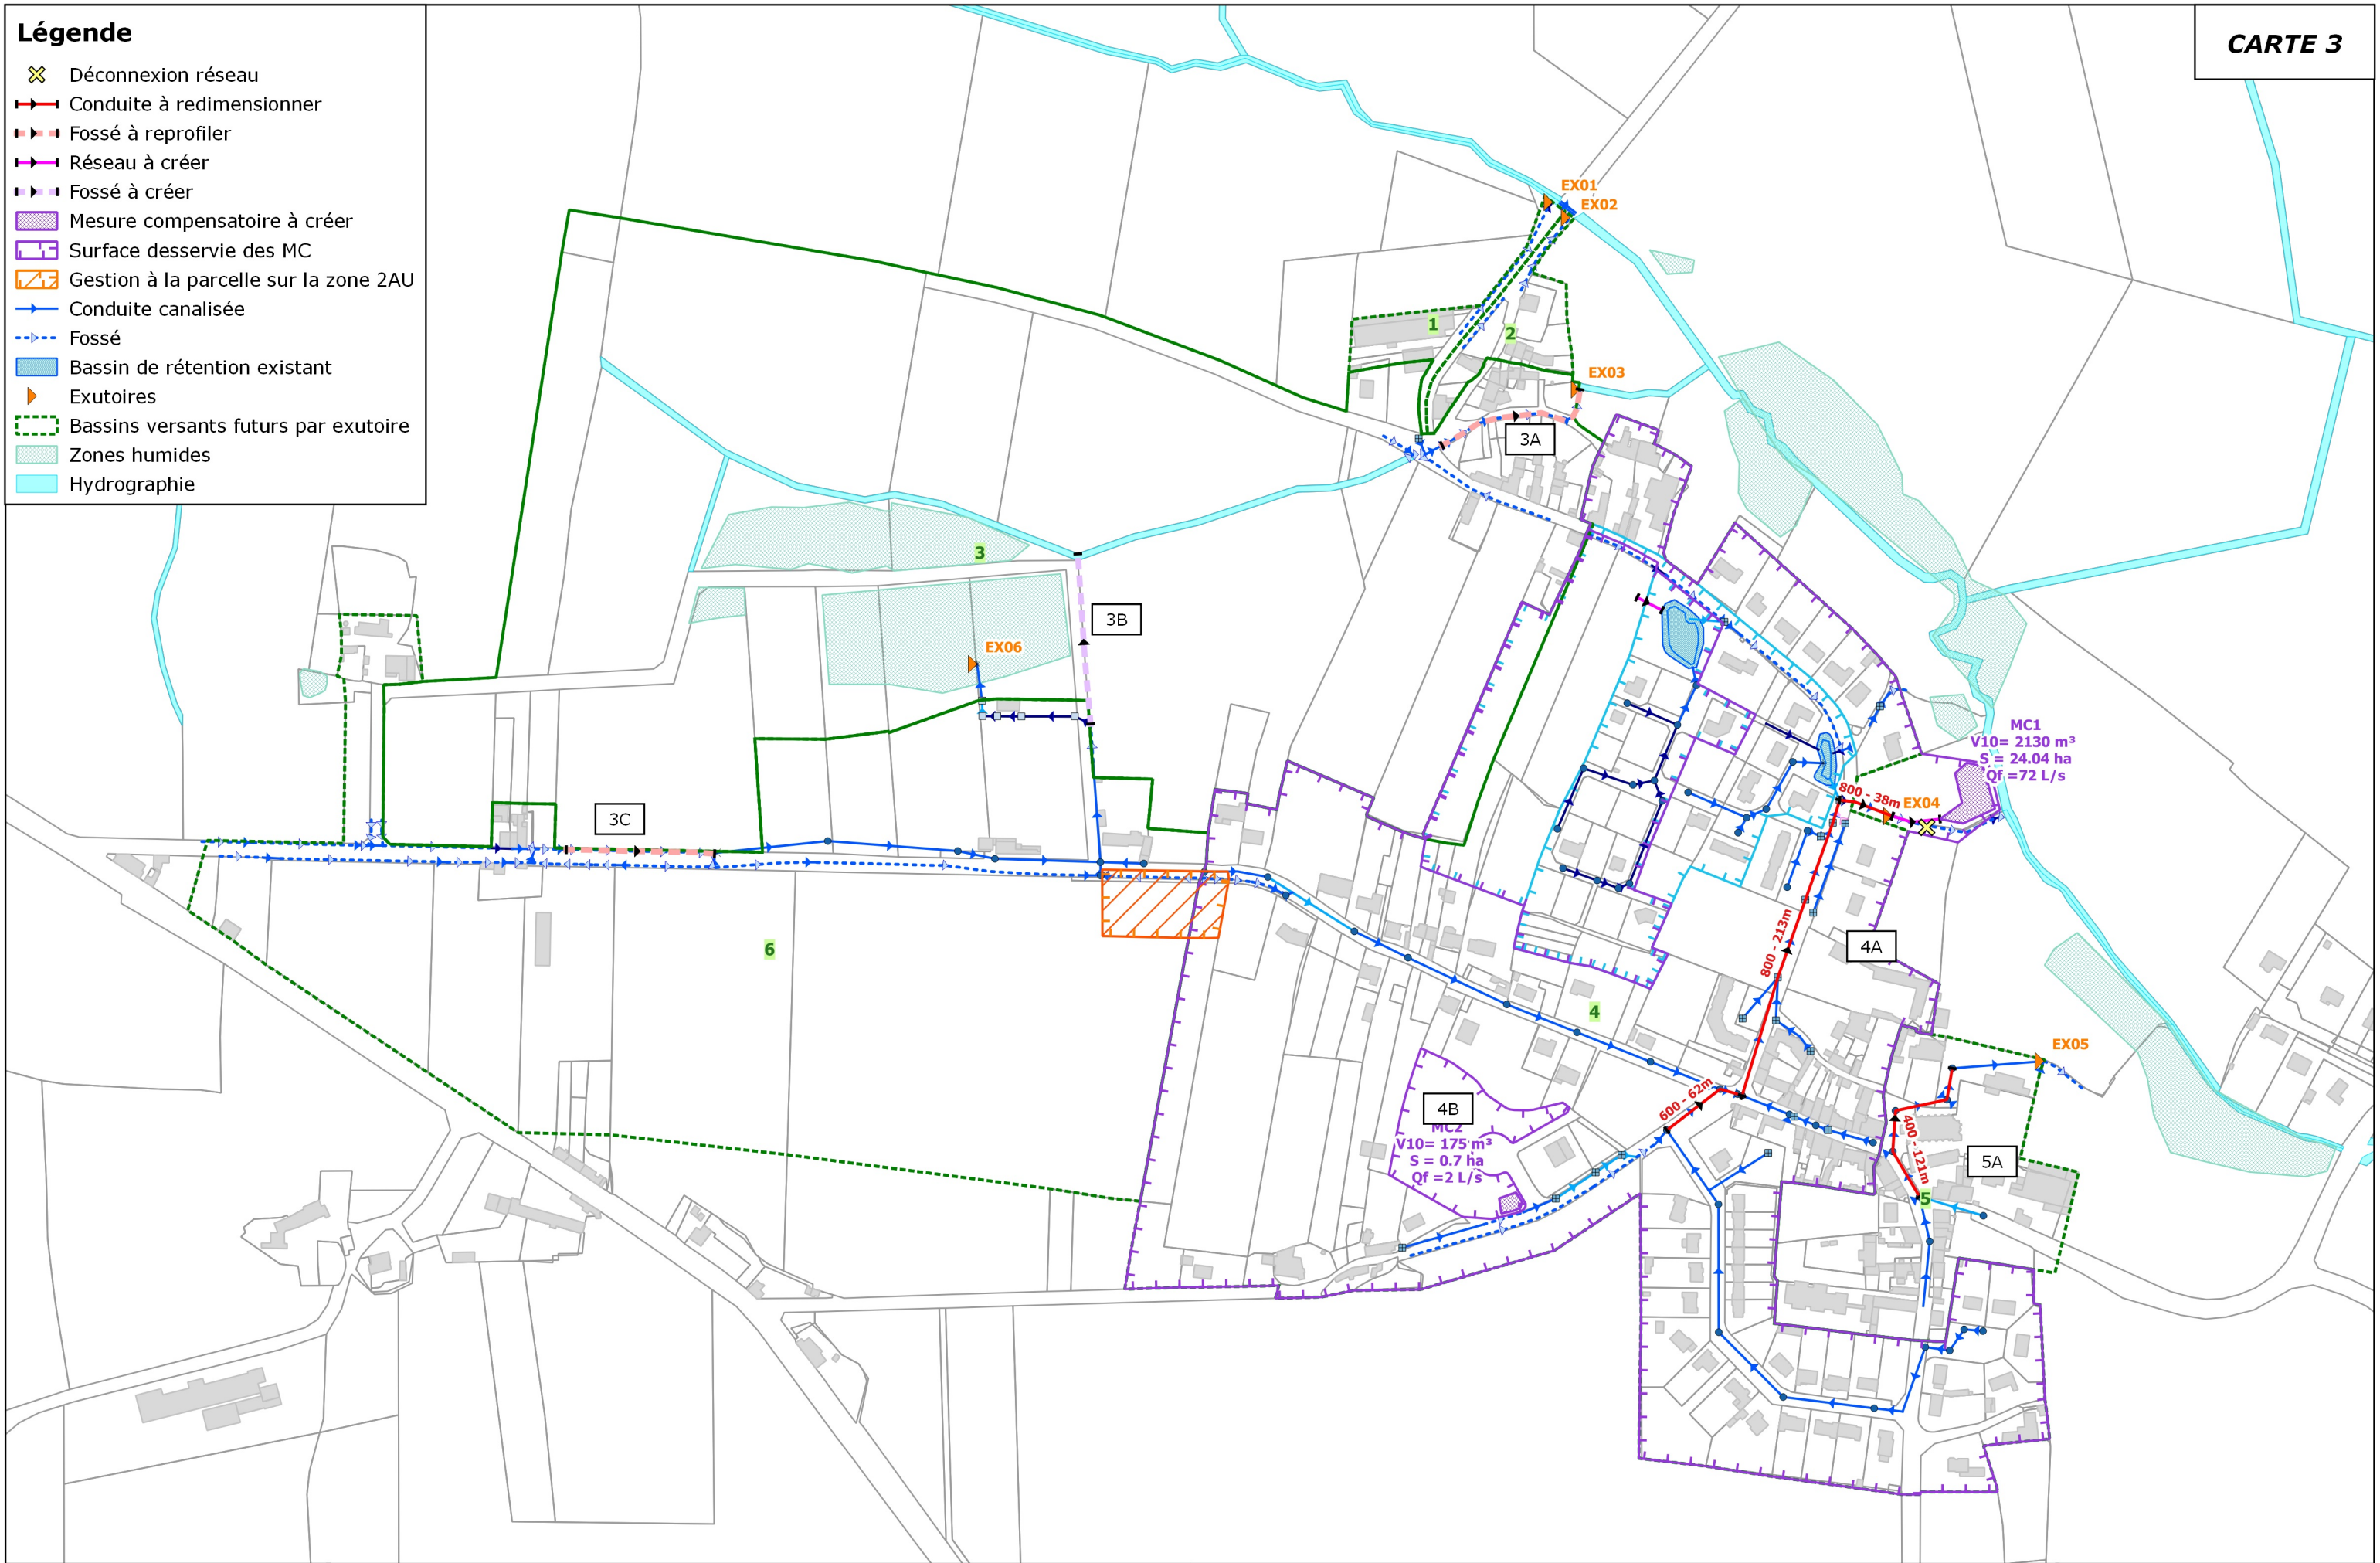 Légende
Déconnexion réseau
Conduite à redimensionner
Fossé à reprofiler
Réseau à créer
Fossé à créer
Mesure compensatoire à créer
Surface desservie des MC
Gestion à la parcelle sur la zone 2AU
Conduite canalisée
Fossé
Bassin de rétention existant
Exutoires
Bassins versants futurs par exutoire
Zones humides
Hydrographie
CARTE 3
EX01
EX02
1
2
EX03
3A
3
3B
EX06
MC1
V10= 2130 m³
S = 24.04 ha
Qf =72 L/s
800 - 38m
EX04
3C
800 - 213m
4A
6
4
EX05
600 - 62m
4B
MC2
V10= 175 m³
S = 0.7 ha
Qf =2 L/s
400 - 121m
5A
5